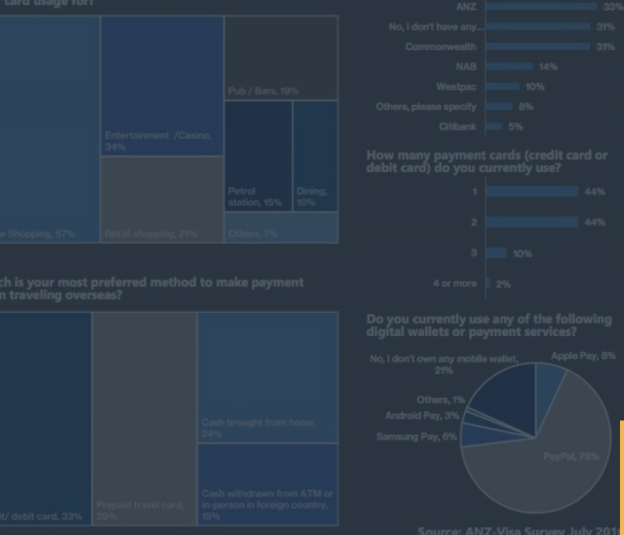 card usage for?
Entertainment /Casino,
34%
Pub / Bars, 19%
Petrol
station, 15%
Dining,
10%
Shopping, 57%
Retail shopping, 21%
Others, 7%
ch is your most preferred method to make payment
n traveling overseas?
it/ debit card, 33%
Prepaid travel card,
29%
Cash brought from home,
24%
Cash withdrawn from ATM or
in-person in foreign country,
15%
ANZ 33%
No, i don't have any... 31%
Commonwealth 31%
NAB 14%
Westpac 10%
Others, please specify 8%
Citibank 5%
How many payment cards (credit card or
debit card) do you currently use?
1 44%
2 44%
3 10%
4 or more 2%
Do you currently use any of the following
digital wallets or payment services?
No, i don't own any mobile wallet,
21%
Apple Pay, 8%
Others, 1%
Android Pay, 3%
Samsung Pay, 6%
PayPal, 78%
Source: ANZ-Visa Survey July